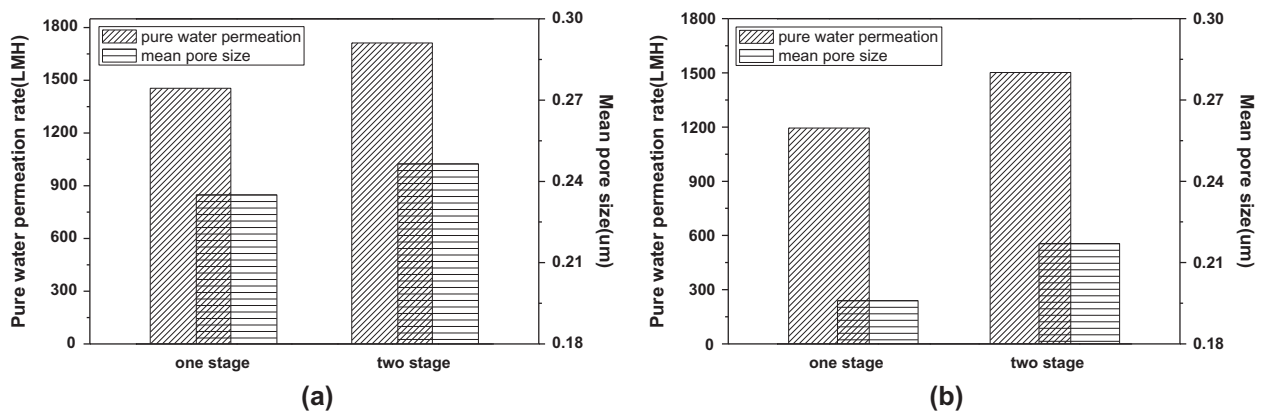 pure water permeation
mean pore size
Pure water permeation rate(LMH)
1800
1500
1200
900
600
300
0
0.30
0.27
0.24
0.21
0.18
Mean pore size(um)
one stage
two stage
(a)
pure water permeation
mean pore size
Pure water permeation rate(LMH)
1800
1500
1200
900
600
300
0
0.30
0.27
0.24
0.21
0.18
Mean pore size(um)
one stage
two stage
(b)